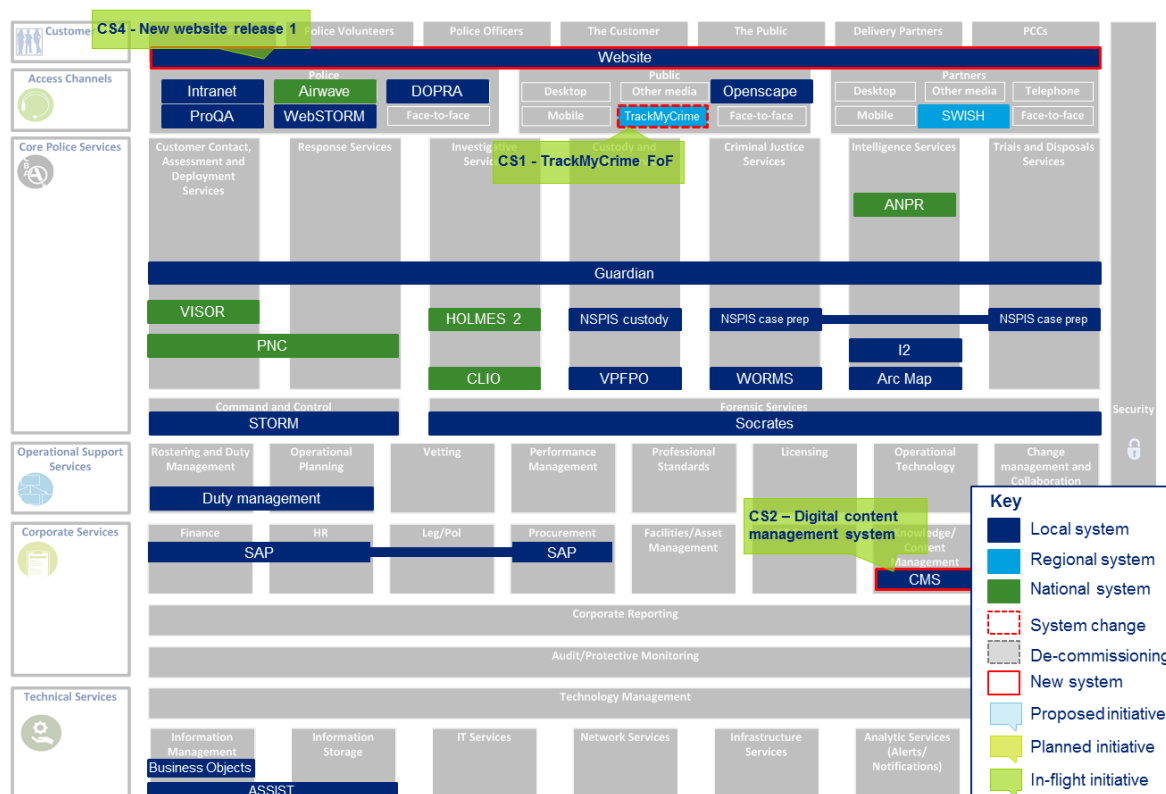 Customer
CS4 - New website release 1
Police Volunteers
Police Officers
The Customer
The Public
Delivery Partners
PCCs
Website
Access Channels
Police
Public
Partners
Intranet
Airwave
DOPRA
Desktop
Other media
Openscape
Desktop
Other media
Telephone
ProQA
WebSTORM
Face-to-face
Mobile
TrackMyCrime
Face-to-face
Mobile
SWISH
Face-to-face
Core Police Services
Customer Contact,
Assessment and
Deployment
Services
Response Services
Investigative
Custody and
CS1 - TrackMyCrime FoF
Criminal Justice
Services
Intelligence Services
Trials and Disposals
Services
ANPR
Guardian
VISOR
HOLMES 2
NSPIS custody
NSPIS case prep
NSPIS case prep
PNC
I2
CLIO
VPFPO
WORMS
Arc Map
Command and Control
STORM
Forensic Services
Socrates
Security
Operational Support
Services
Rostering and Duty
Management
Operational
Planning
Vetting
Performance
Management
Professional
Standards
Licensing
Operational
Technology
Change
management and
Collaboration
Duty management
Corporate Services
Finance
HR
Leg/Pol
Procurement
Facilities/Asset
Management
CS2 – Digital content
management system
Knowledge/
Content
Management
SAP
SAP
CMS
Corporate Reporting
Audit/Protective Monitoring
Technical Services
Technology Management
Information
Management
Information
Storage
IT Services
Network Services
Infrastructure
Services
Analytic Services
(Alerts/
Notifications)
Business Objects
ASSIST
Key
Local system
Regional system
National system
System change
De-commissioning
New system
Proposed initiative
Planned initiative
In-flight initiative